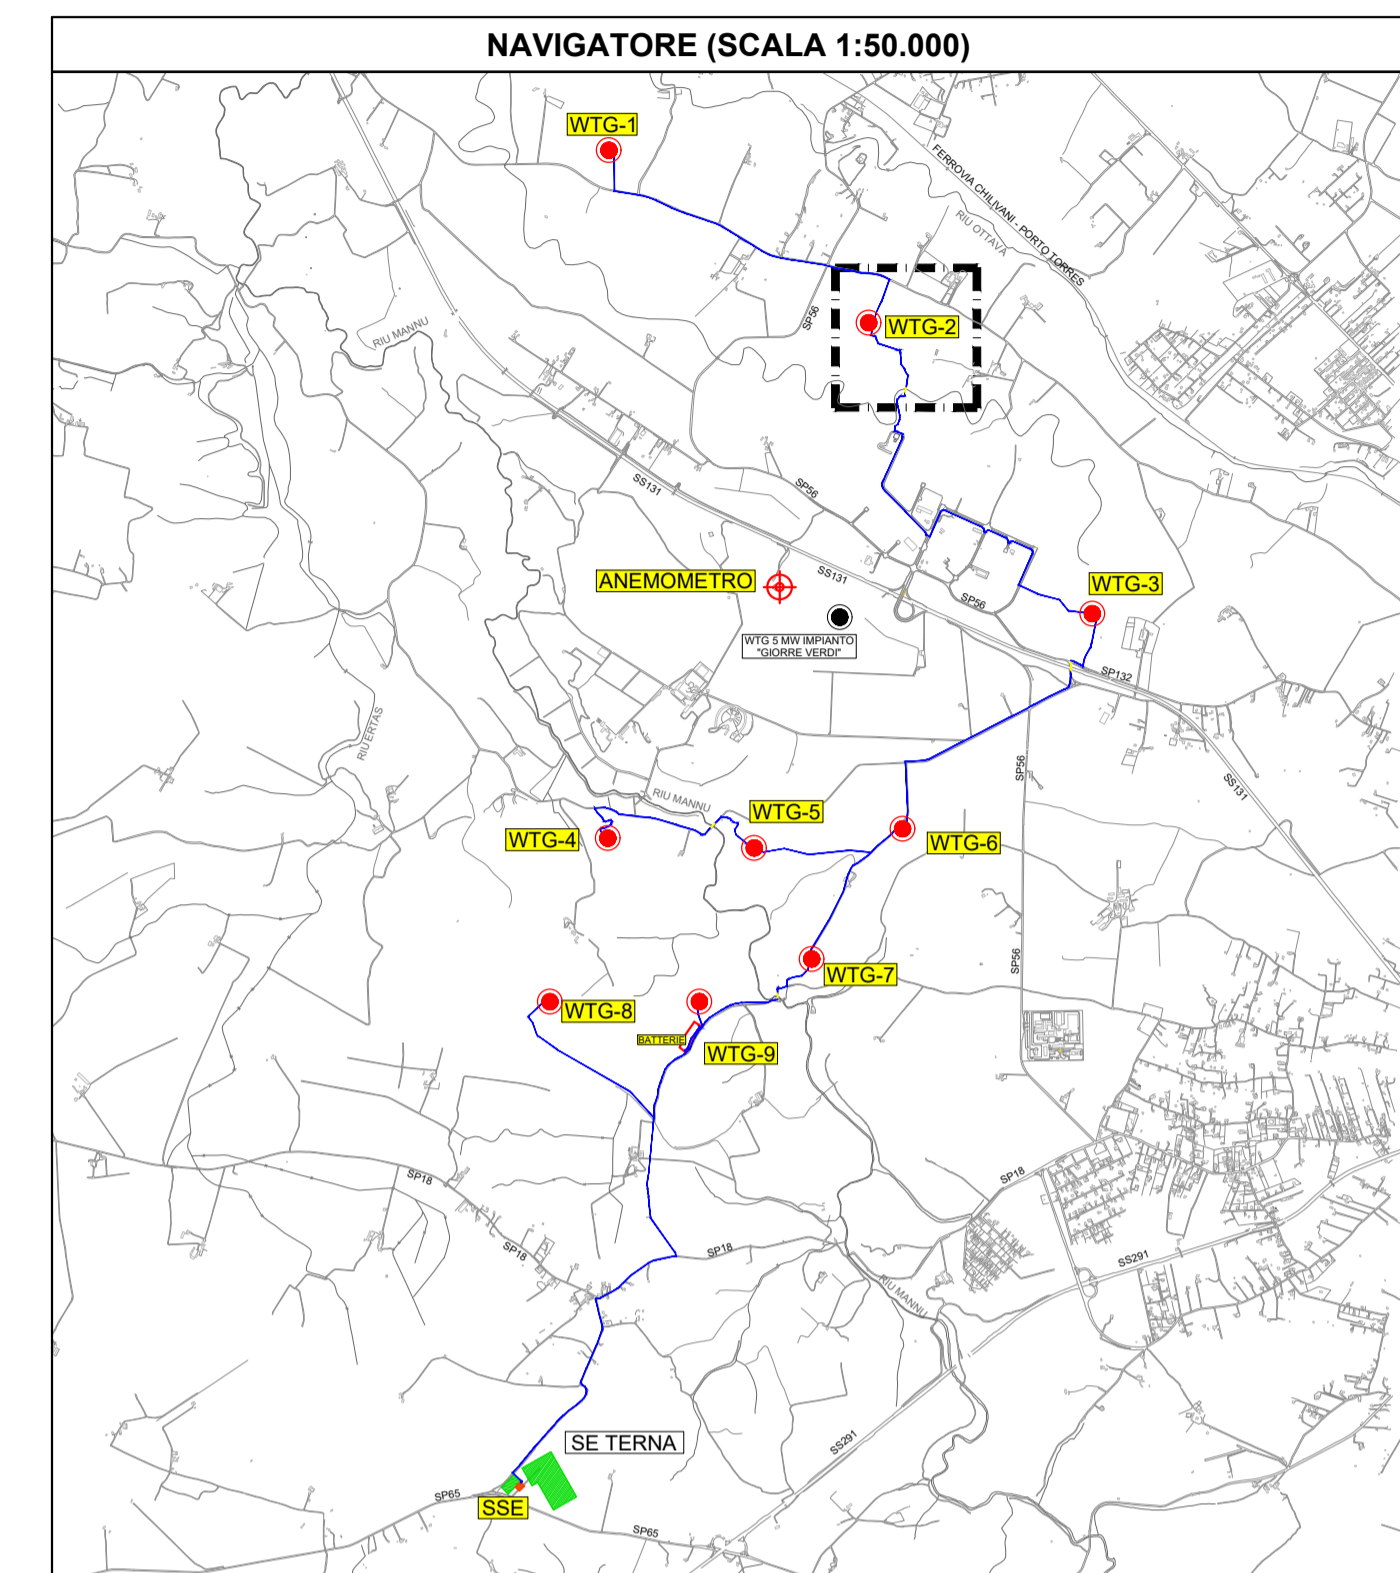 NAVIGATORE (SCALA 1:50.000)
WTG-1
FERROVIA CHILIVANI - PORTO TORRES
RIU OTTAVA
SP56
WTG-2
RIU MANNU
SS131
SP56
ANEMOMETRO
SS131
WTG-3
SP56
WTG 5 MW IMPIANTO
"GIORRE VERDI"
SP132
RIU ERTAS
SP56
SS131
RIU MANNU
WTG-5
WTG-4
WTG-6
SP56
WTG-7
WTG-8
BATTERIE
WTG-9
SP18
SP18
SP18
SP18
SS291
RIU MANNU
SS291
SE TERNA
SP65
SSE
SP65